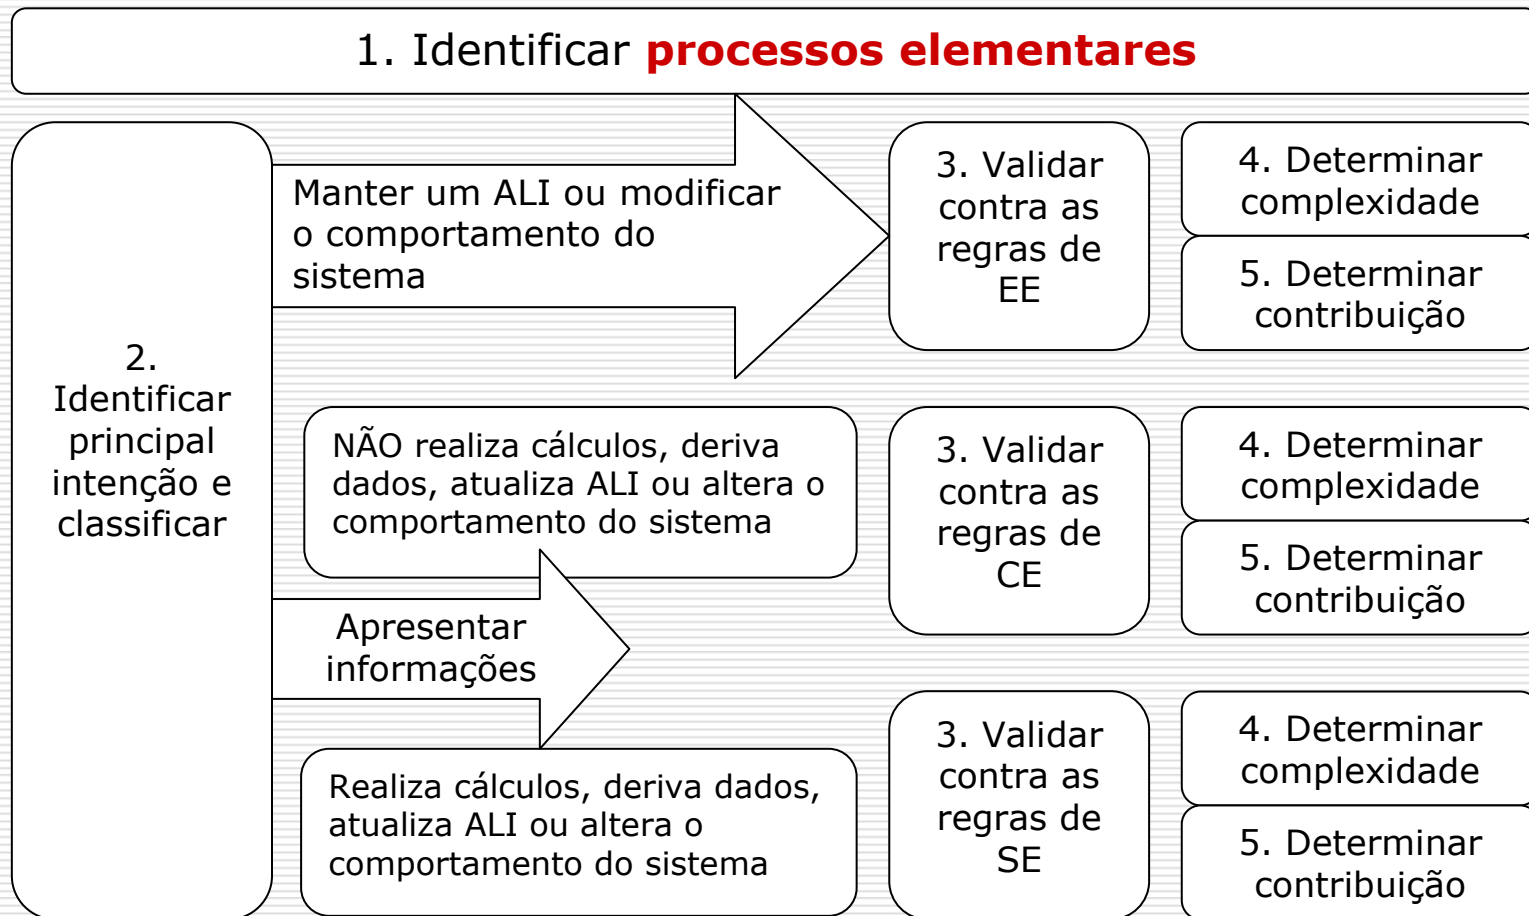 1. Identificar processos elementares
2.
Identificar
principal
intenção e
classificar
Manter um ALI ou modificar
o comportamento do
sistema
3. Validar
contra as
regras de
EE
4. Determinar
complexidade
5. Determinar
contribuição
NÃO realiza cálculos, deriva
dados, atualiza ALI ou altera o
comportamento do sistema
3. Validar
contra as
regras de
CE
4. Determinar
complexidade
5. Determinar
contribuição
Apresentar
informações
Realiza cálculos, deriva dados,
atualiza ALI ou altera o
comportamento do sistema
3. Validar
contra as
regras de
SE
4. Determinar
complexidade
5. Determinar
contribuição